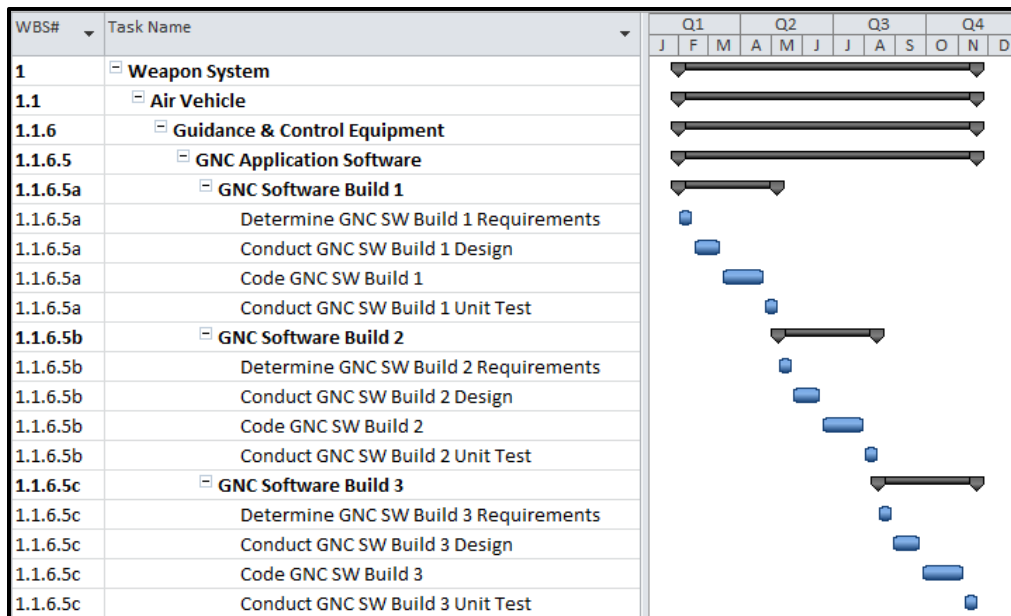 WBS# Task Name Q1 Q2 Q3 Q4
J F M A M J J A S O N D
1 Weapon System
1.1 Air Vehicle
1.1.6 Guidance & Control Equipment
1.1.6.5 GNC Application Software
1.1.6.5a GNC Software Build 1
1.1.6.5a Determine GNC SW Build 1 Requirements
1.1.6.5a Conduct GNC SW Build 1 Design
1.1.6.5a Code GNC SW Build 1
1.1.6.5a Conduct GNC SW Build 1 Unit Test
1.1.6.5b GNC Software Build 2
1.1.6.5b Determine GNC SW Build 2 Requirements
1.1.6.5b Conduct GNC SW Build 2 Design
1.1.6.5b Code GNC SW Build 2
1.1.6.5b Conduct GNC SW Build 2 Unit Test
1.1.6.5c GNC Software Build 3
1.1.6.5c Determine GNC SW Build 3 Requirements
1.1.6.5c Conduct GNC SW Build 3 Design
1.1.6.5c Code GNC SW Build 3
1.1.6.5c Conduct GNC SW Build 3 Unit Test